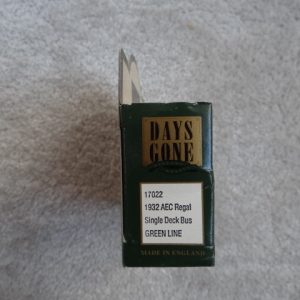 DAYS
GONE
17022
1932 AEC Regal
Single Deck Bus
GREEN LINE
MADE IN ENGLAND